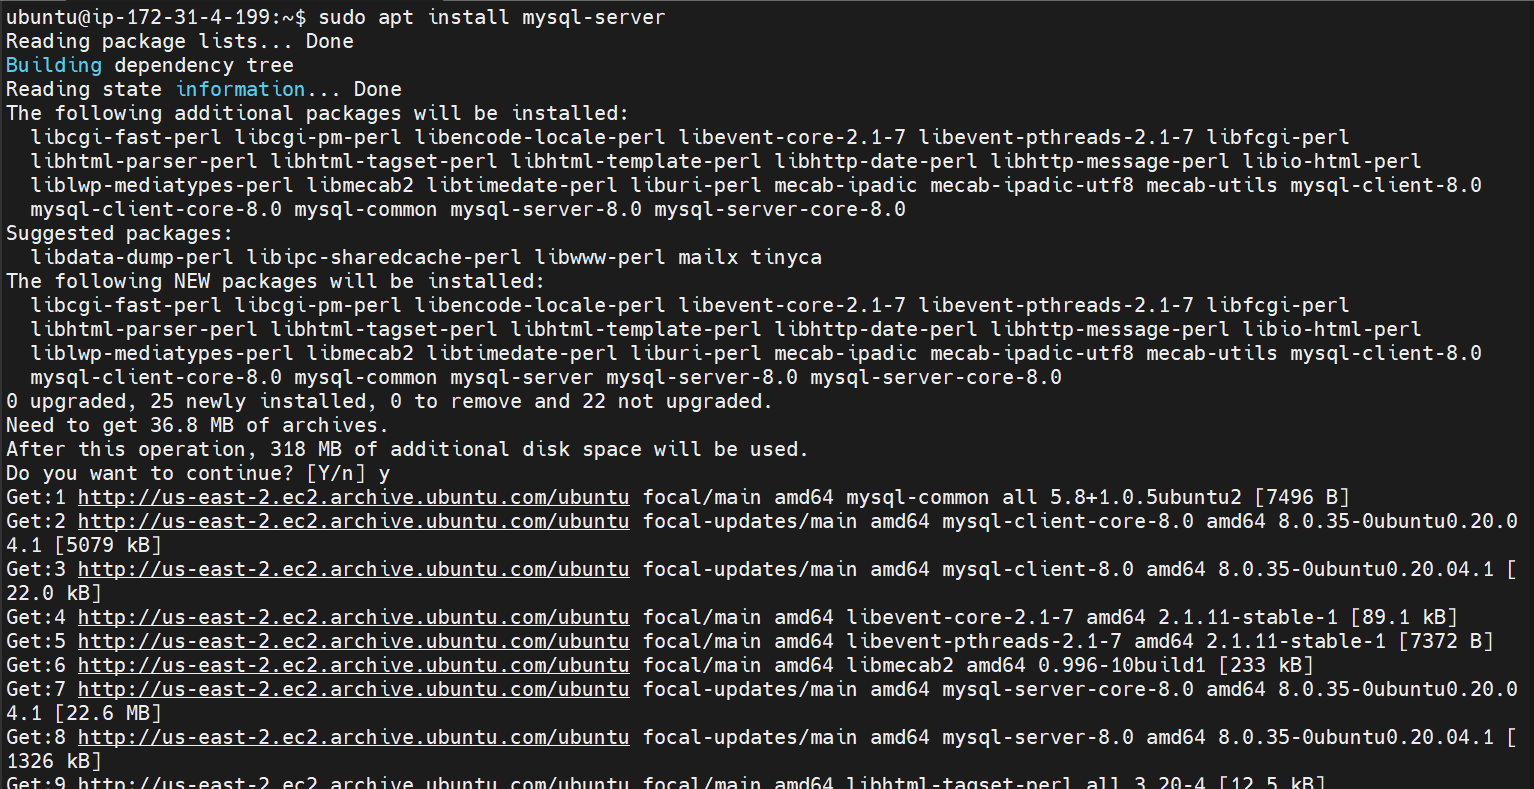 ubuntu@ip-172-31-4-199:~$ sudo apt install mysql-server
Reading package lists... Done
Building dependency tree
Reading state information... Done
The following additional packages will be installed:
  libcgi-fast-perl libcgi-pm-perl libencode-locale-perl libevent-core-2.1-7 libevent-pthreads-2.1-7 libfcgi-perl
  libhtml-parser-perl libhtml-tagset-perl libhtml-template-perl libhttp-date-perl libhttp-message-perl libio-html-perl
  liblwp-mediatypes-perl libmecab2 libtimedate-perl liburi-perl mecab-ipadic mecab-ipadic-utf8 mecab-utils mysql-client-8.0
  mysql-client-core-8.0 mysql-common mysql-server-8.0 mysql-server-core-8.0
Suggested packages:
  libdata-dump-perl libipc-sharedcache-perl libwww-perl mailx tinyca
The following NEW packages will be installed:
  libcgi-fast-perl libcgi-pm-perl libencode-locale-perl libevent-core-2.1-7 libevent-pthreads-2.1-7 libfcgi-perl
  libhtml-parser-perl libhtml-tagset-perl libhtml-template-perl libhttp-date-perl libhttp-message-perl libio-html-perl
  liblwp-mediatypes-perl libmecab2 libtimedate-perl liburi-perl mecab-ipadic mecab-ipadic-utf8 mecab-utils mysql-client-8.0
  mysql-client-core-8.0 mysql-common mysql-server mysql-server-8.0 mysql-server-core-8.0
0 upgraded, 25 newly installed, 0 to remove and 22 not upgraded.
Need to get 36.8 MB of archives.
After this operation, 318 MB of additional disk space will be used.
Do you want to continue? [Y/n] y
Get:1 http://us-east-2.ec2.archive.ubuntu.com/ubuntu focal/main amd64 mysql-common all 5.8+1.0.5ubuntu2 [7496 B]
Get:2 http://us-east-2.ec2.archive.ubuntu.com/ubuntu focal-updates/main amd64 mysql-client-core-8.0 amd64 8.0.35-0ubuntu0.20.0
4.1 [5079 kB]
Get:3 http://us-east-2.ec2.archive.ubuntu.com/ubuntu focal-updates/main amd64 mysql-client-8.0 amd64 8.0.35-0ubuntu0.20.04.1 [
22.0 kB]
Get:4 http://us-east-2.ec2.archive.ubuntu.com/ubuntu focal/main amd64 libevent-core-2.1-7 amd64 2.1.11-stable-1 [89.1 kB]
Get:5 http://us-east-2.ec2.archive.ubuntu.com/ubuntu focal/main amd64 libevent-pthreads-2.1-7 amd64 2.1.11-stable-1 [7372 B]
Get:6 http://us-east-2.ec2.archive.ubuntu.com/ubuntu focal/main amd64 libmecab2 amd64 0.996-10build1 [233 kB]
Get:7 http://us-east-2.ec2.archive.ubuntu.com/ubuntu focal-updates/main amd64 mysql-server-core-8.0 amd64 8.0.35-0ubuntu0.20.0
4.1 [22.6 MB]
Get:8 http://us-east-2.ec2.archive.ubuntu.com/ubuntu focal-updates/main amd64 mysql-server-8.0 amd64 8.0.35-0ubuntu0.20.04.1 [
1326 kB]
Get:9 http://us-east-2.ec2.archive.ubuntu.com/ubuntu focal/main amd64 libhtml-tagset-perl all 3.20-4 [12.5 kB]